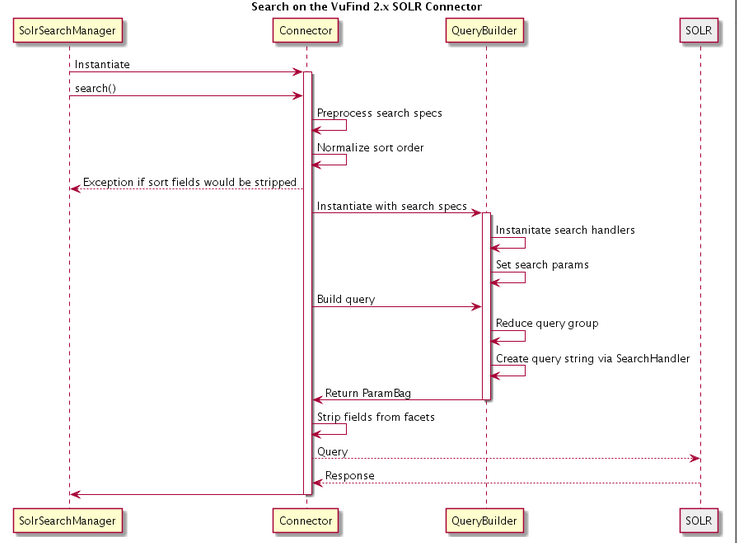 Search on the VuFind 2.x SOLR Connector
SolrSearchManager
Connector
QueryBuilder
SOLR
Instantiate
search()
Preprocess search specs
Normalize sort order
Exception if sort fields would be stripped
Instantiate with search specs
Instanitate search handlers
Set search params
Build query
Reduce query group
Create query string via SearchHandler
Return ParamBag
Strip fields from facets
Query
Response
SolrSearchManager
Connector
QueryBuilder
SOLR